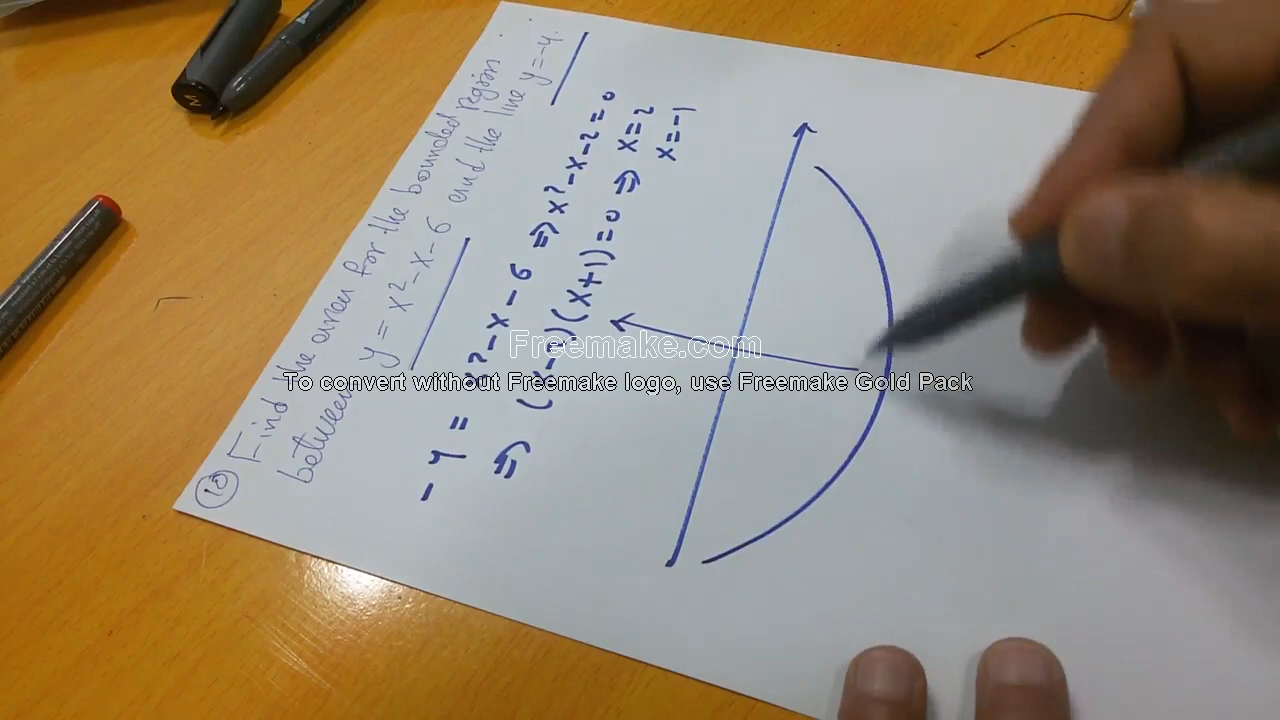 10 Find the area for the bounded region
between y = x² - x - 6 and the line y = -4.
-4 = x² - x - 6 ⇒ x² - x - 2 = 0
⇒ (x-2)(x+1) = 0 ⇒ x = 2
x = -1
Freemake.com
To convert without Freemake logo, use Freemake Gold Pack